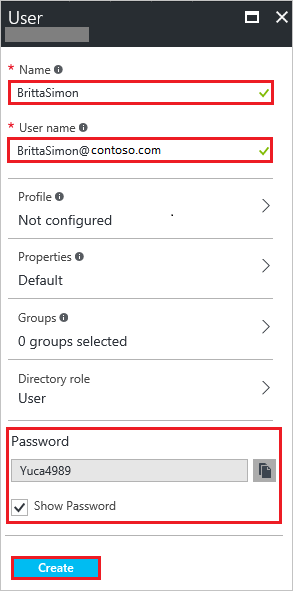 User
* Name
BrittaSimon
* User name
BrittaSimon@contoso.com
Profile
Not configured
Properties
Default
Groups
0 groups selected
Directory role
User
Password
Yuca4989
Show Password
Create